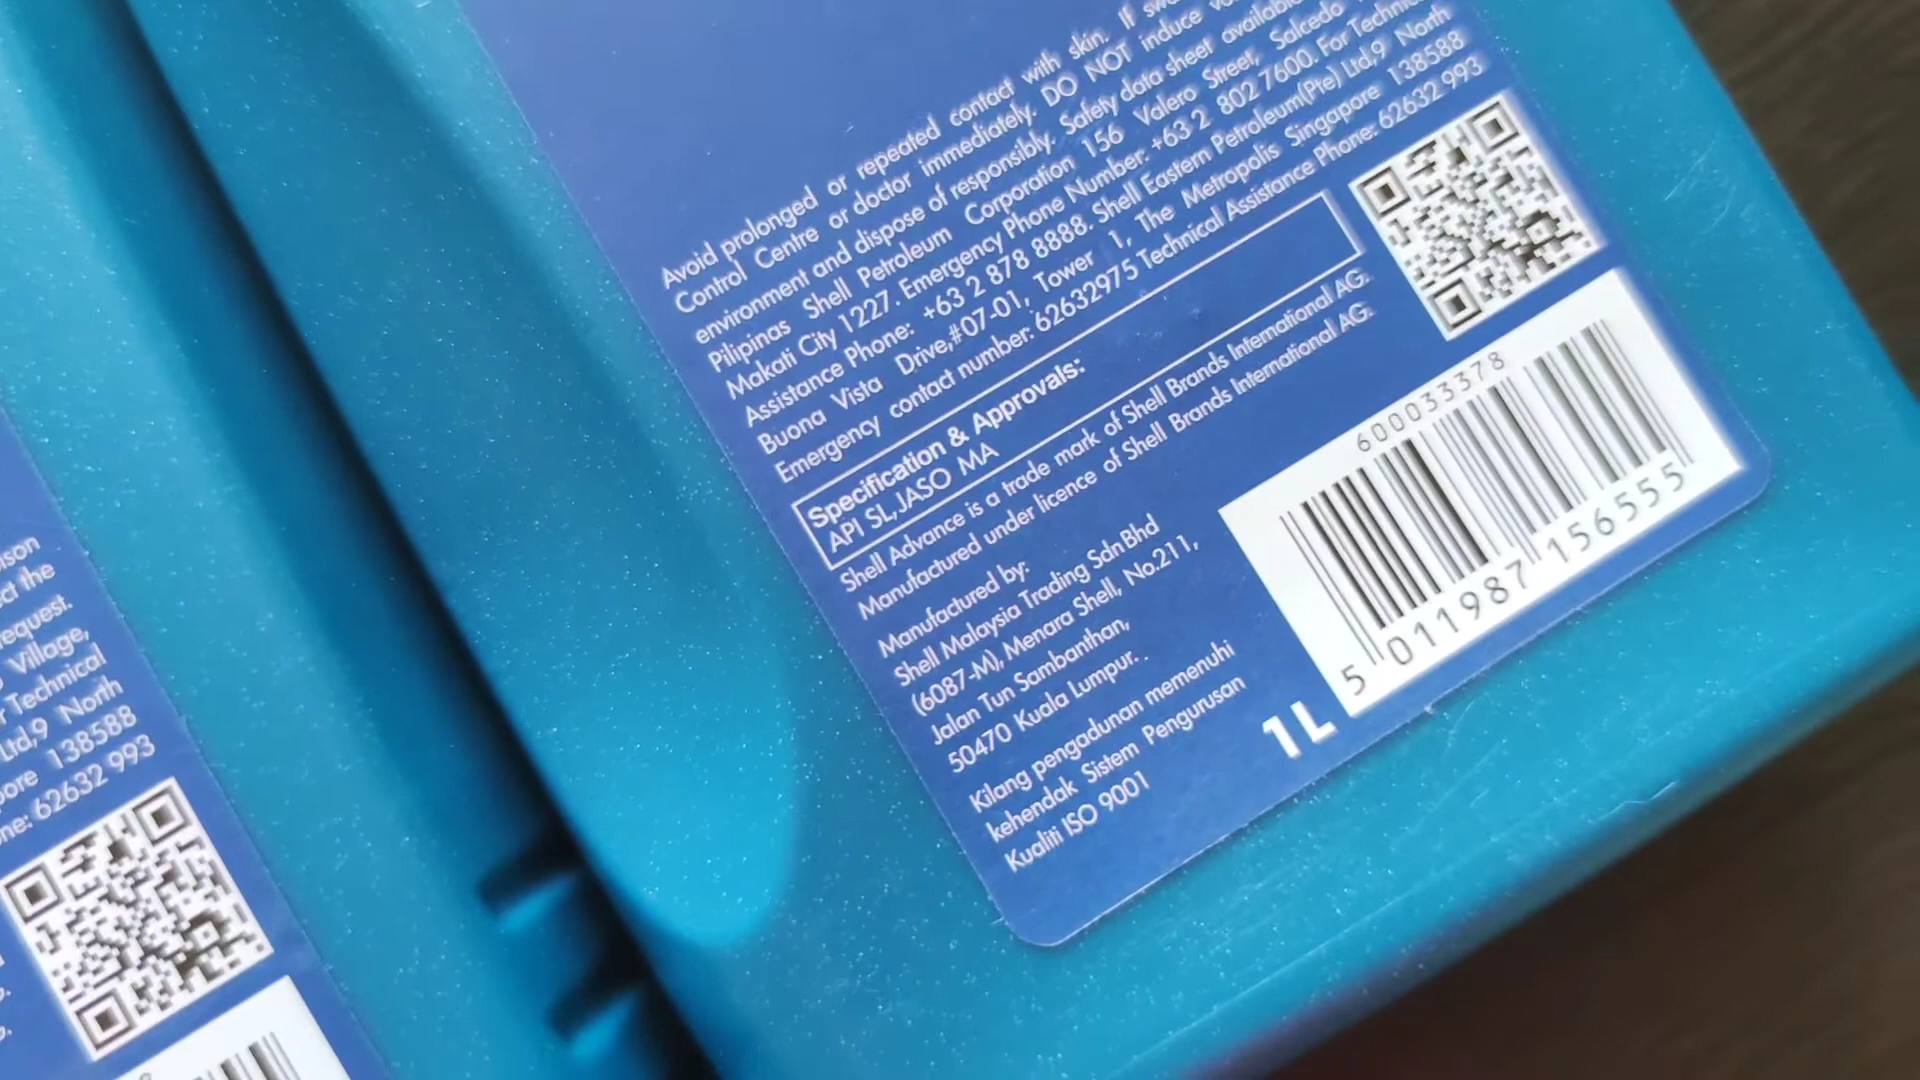 Avoid prolonged or repeated contact with skin. If
Control Centre or doctor immediately. DO NOT induce
environment and dispose of responsibly. Safety data sheet available
Pilipinas Shell Petroleum Corporation 156 Valero Street, Salcedo
Makati City 1227. Emergency Phone Number: +63 2 802 7600. For Technical
Assistance Phone: +63 2 878 8888. Shell Eastern Petroleum(Pte) Ltd,9 North
Buona Vista Drive,#07-01, Tower 1, The Metropolis Singapore 138588
Emergency contact number: 62632975 Technical Assistance Phone: 62632 993
Specification & Approvals:
API SL,JASO MA
Shell Advance is a trade mark of Shell Brands International AG.
Manufactured under licence of Shell Brands International AG.
Manufactured by:
Shell Malaysia Trading Sdn Bhd
(6087-M), Menara Shell, No.211,
Jalan Tun Sambanthan,
50470 Kuala Lumpur.
Kilang pengadunan memenuhi
kehendak Sistem Pengurusan
Kualiti ISO 9001
1L
600033378
5 011987 156555
the
request.
Village,
Technical
Ltd,9 North
138588
62632 993